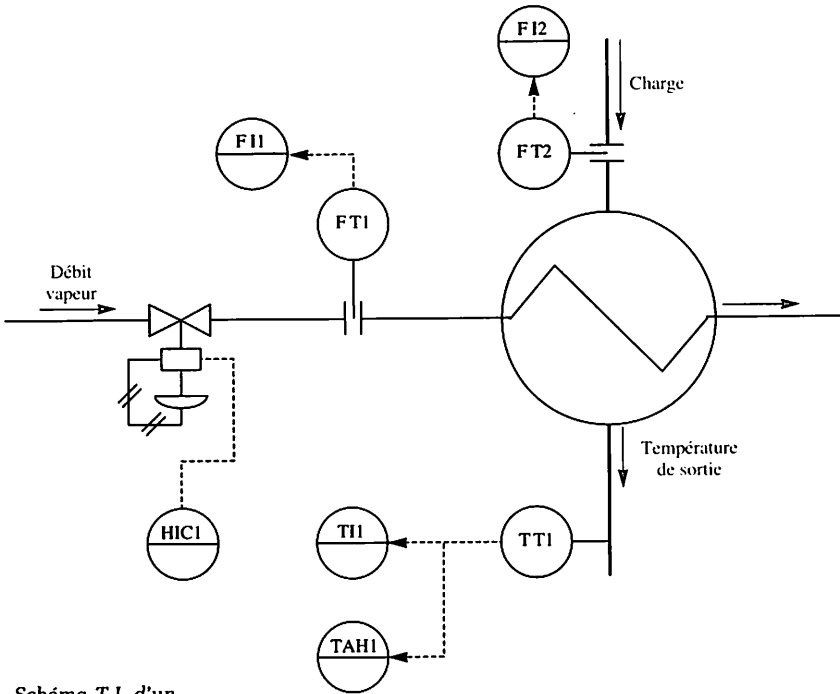 FI2
Charge
FT2
FI1
FT1
Débit
vapeur
Température
de sortie
HIC1
TI1
TT1
TAH1
Schéma T.I. d'un